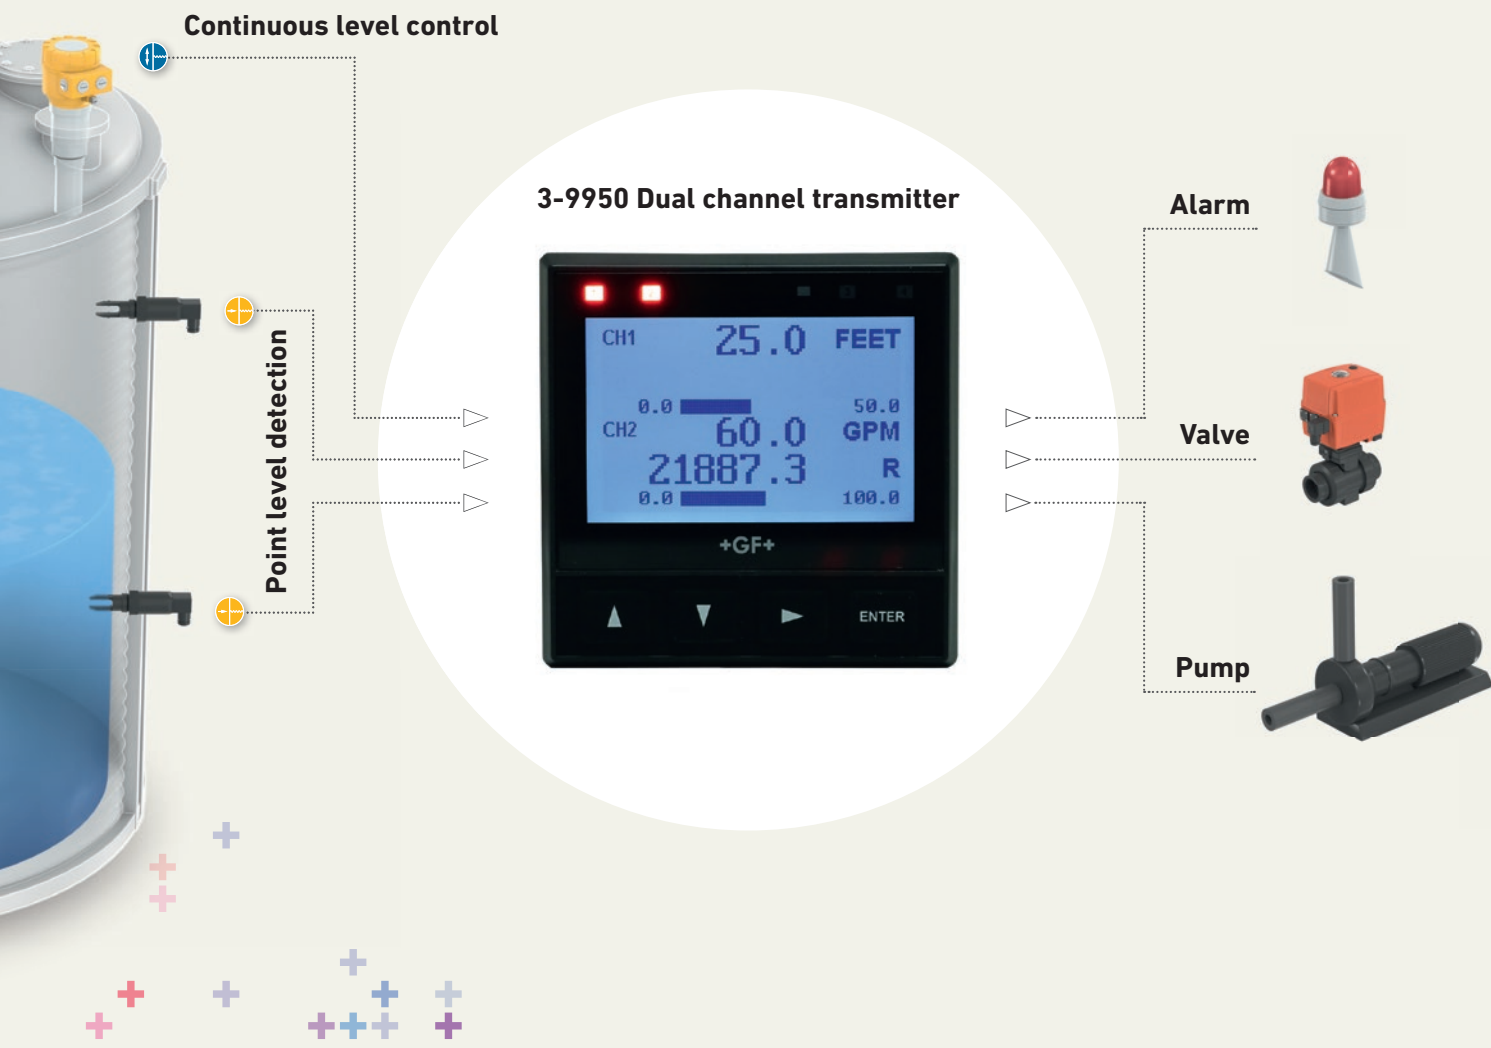 Continuous level control
3-9950 Dual channel transmitter
Alarm
CH1 25.0 FEET
0.0 50.0
CH2 60.0 GPM
21887.3 R
0.0 100.0
+GF+
ENTER
Point level detection
Valve
Pump